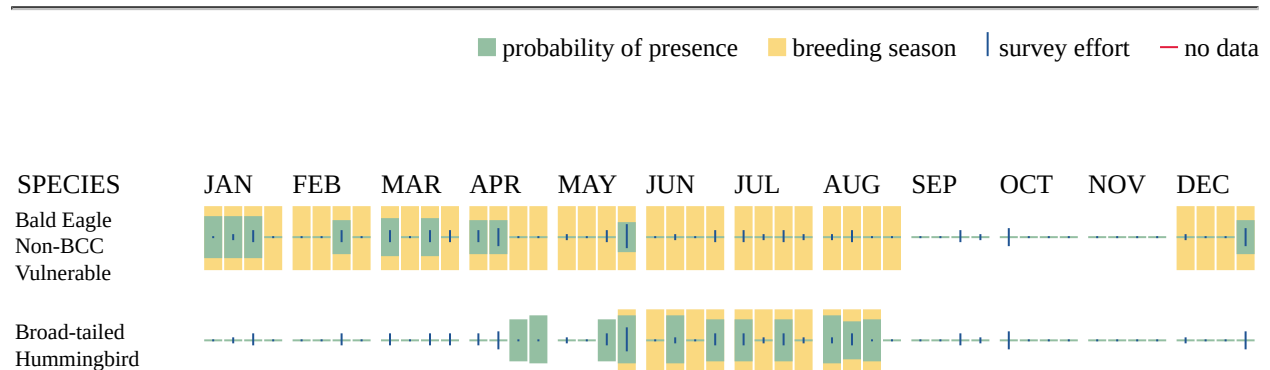 probability of presence breeding season survey effort no data
SPECIES JAN FEB MAR APR MAY JUN JUL AUG SEP OCT NOV DEC
Bald Eagle
Non-BCC
Vulnerable
Broad-tailed
Hummingbird